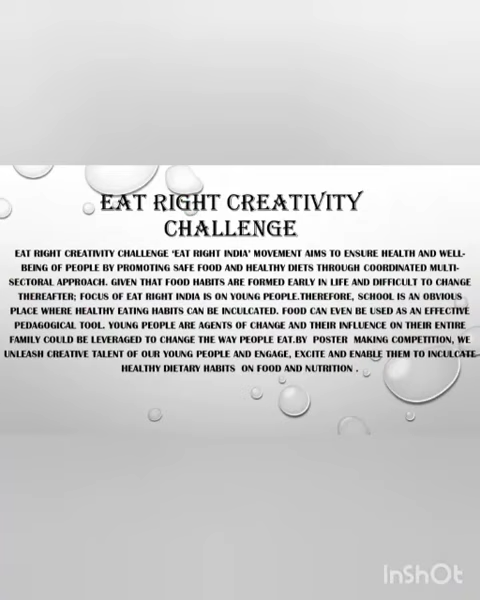 EAT RIGHT CREATIVITY
CHALLENGE
EAT RIGHT CREATIVITY CHALLENGE ‘EAT RIGHT INDIA’ MOVEMENT AIMS TO ENSURE HEALTH AND WELL-
BEING OF PEOPLE BY PROMOTING SAFE FOOD AND HEALTHY DIETS THROUGH COORDINATED MULTI-
SECTORAL APPROACH. GIVEN THAT FOOD HABITS ARE FORMED EARLY IN LIFE AND DIFFICULT TO CHANGE
THEREAFTER; FOCUS OF EAT RIGHT INDIA IS ON YOUNG PEOPLE.THEREFORE, SCHOOL IS AN OBVIOUS
PLACE WHERE HEALTHY EATING HABITS CAN BE INCULCATED. FOOD CAN EVEN BE USED AS AN EFFECTIVE
PEDAGOGICAL TOOL. YOUNG PEOPLE ARE AGENTS OF CHANGE AND THEIR INFLUENCE ON THEIR ENTIRE
FAMILY COULD BE LEVERAGED TO CHANGE THE WAY PEOPLE EAT.BY POSTER MAKING COMPETITION, WE
UNLEASH CREATIVE TALENT OF OUR YOUNG PEOPLE AND ENGAGE, EXCITE AND ENABLE THEM TO INCULCATE
HEALTHY DIETARY HABITS ON FOOD AND NUTRITION .
InShOt